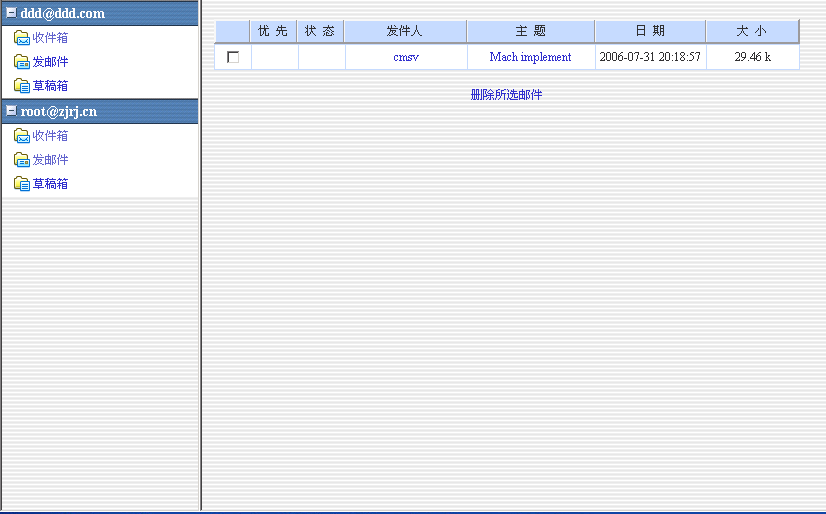 ddd@ddd.com
收件箱
发邮件
草稿箱
root@zjrj.cn
收件箱
发邮件
草稿箱
优 先 状 态 发件人 主 题 日 期 大 小
cmsv Mach implement 2006-07-31 20:18:57 29.46 k
删除所选邮件